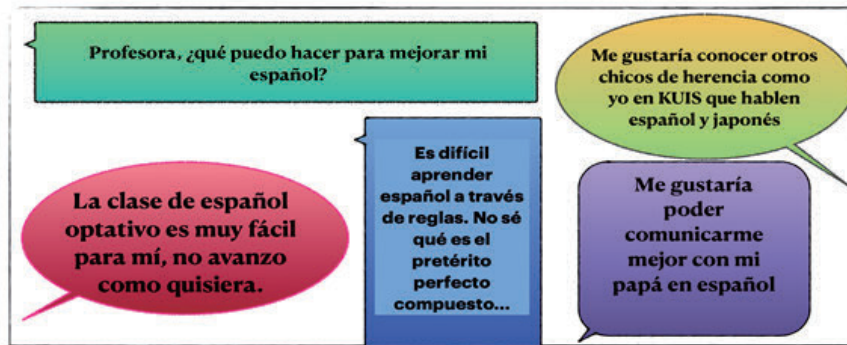 Profesora, ¿qué puedo hacer para mejorar mi
español?
Me gustaría conocer otros
chicos de herencia como
yo en KUIS que hablen
español y japonés
La clase de español
optativo es muy fácil
para mí, no avanzo
como quisiera.
Es difícil
aprender
español a través
de reglas. No sé
qué es el
pretérito
perfecto
compuesto...
Me gustaría
poder
comunicarme
mejor con mi
papá en español